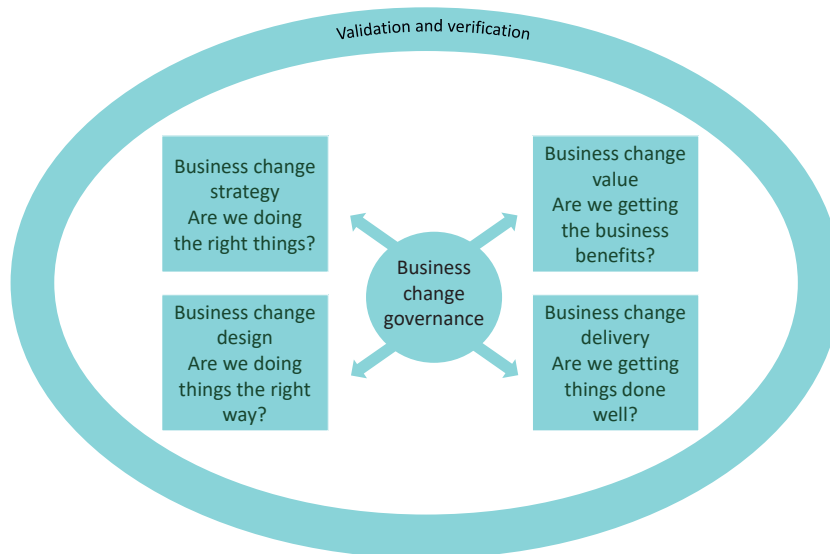 Validation and verification
Business change
strategy
Are we doing
the right things?
Business change
value
Are we getting
the business
benefits?
Business
change
governance
Business change
design
Are we doing
things the right
way?
Business change
delivery
Are we getting
things done
well?